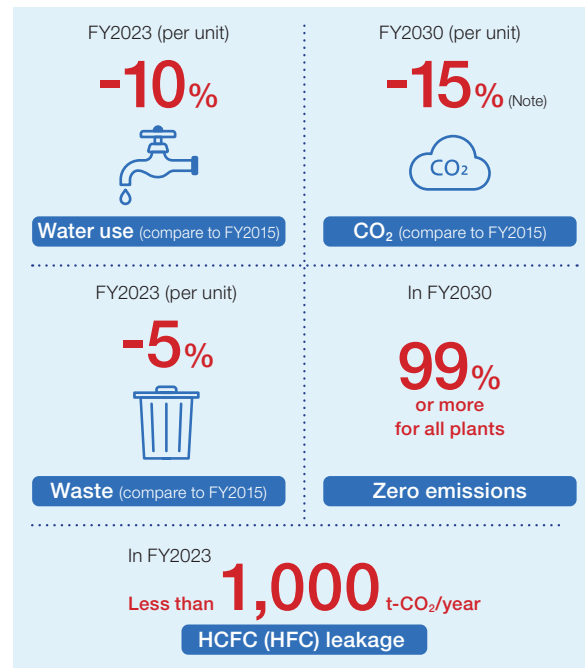 FY2023 (per unit)
-10%
Water use (compare to FY2015)
FY2030 (per unit)
-15% (Note)
CO₂
CO₂ (compare to FY2015)
FY2023 (per unit)
-5%
Waste (compare to FY2015)
In FY2030
99%
or more
for all plants
Zero emissions
In FY2023
Less than 1,000 t-CO₂/year
HCFC (HFC) leakage